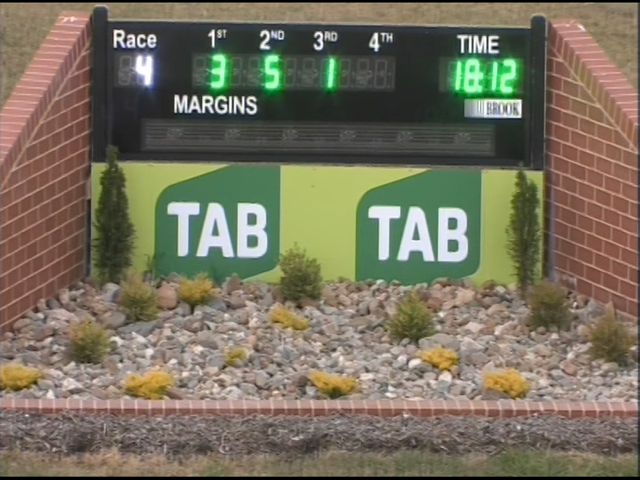 Race 1ST 2ND 3RD 4TH TIME
4 3 5 1 18:12
MARGINS BROOK
TAB TAB